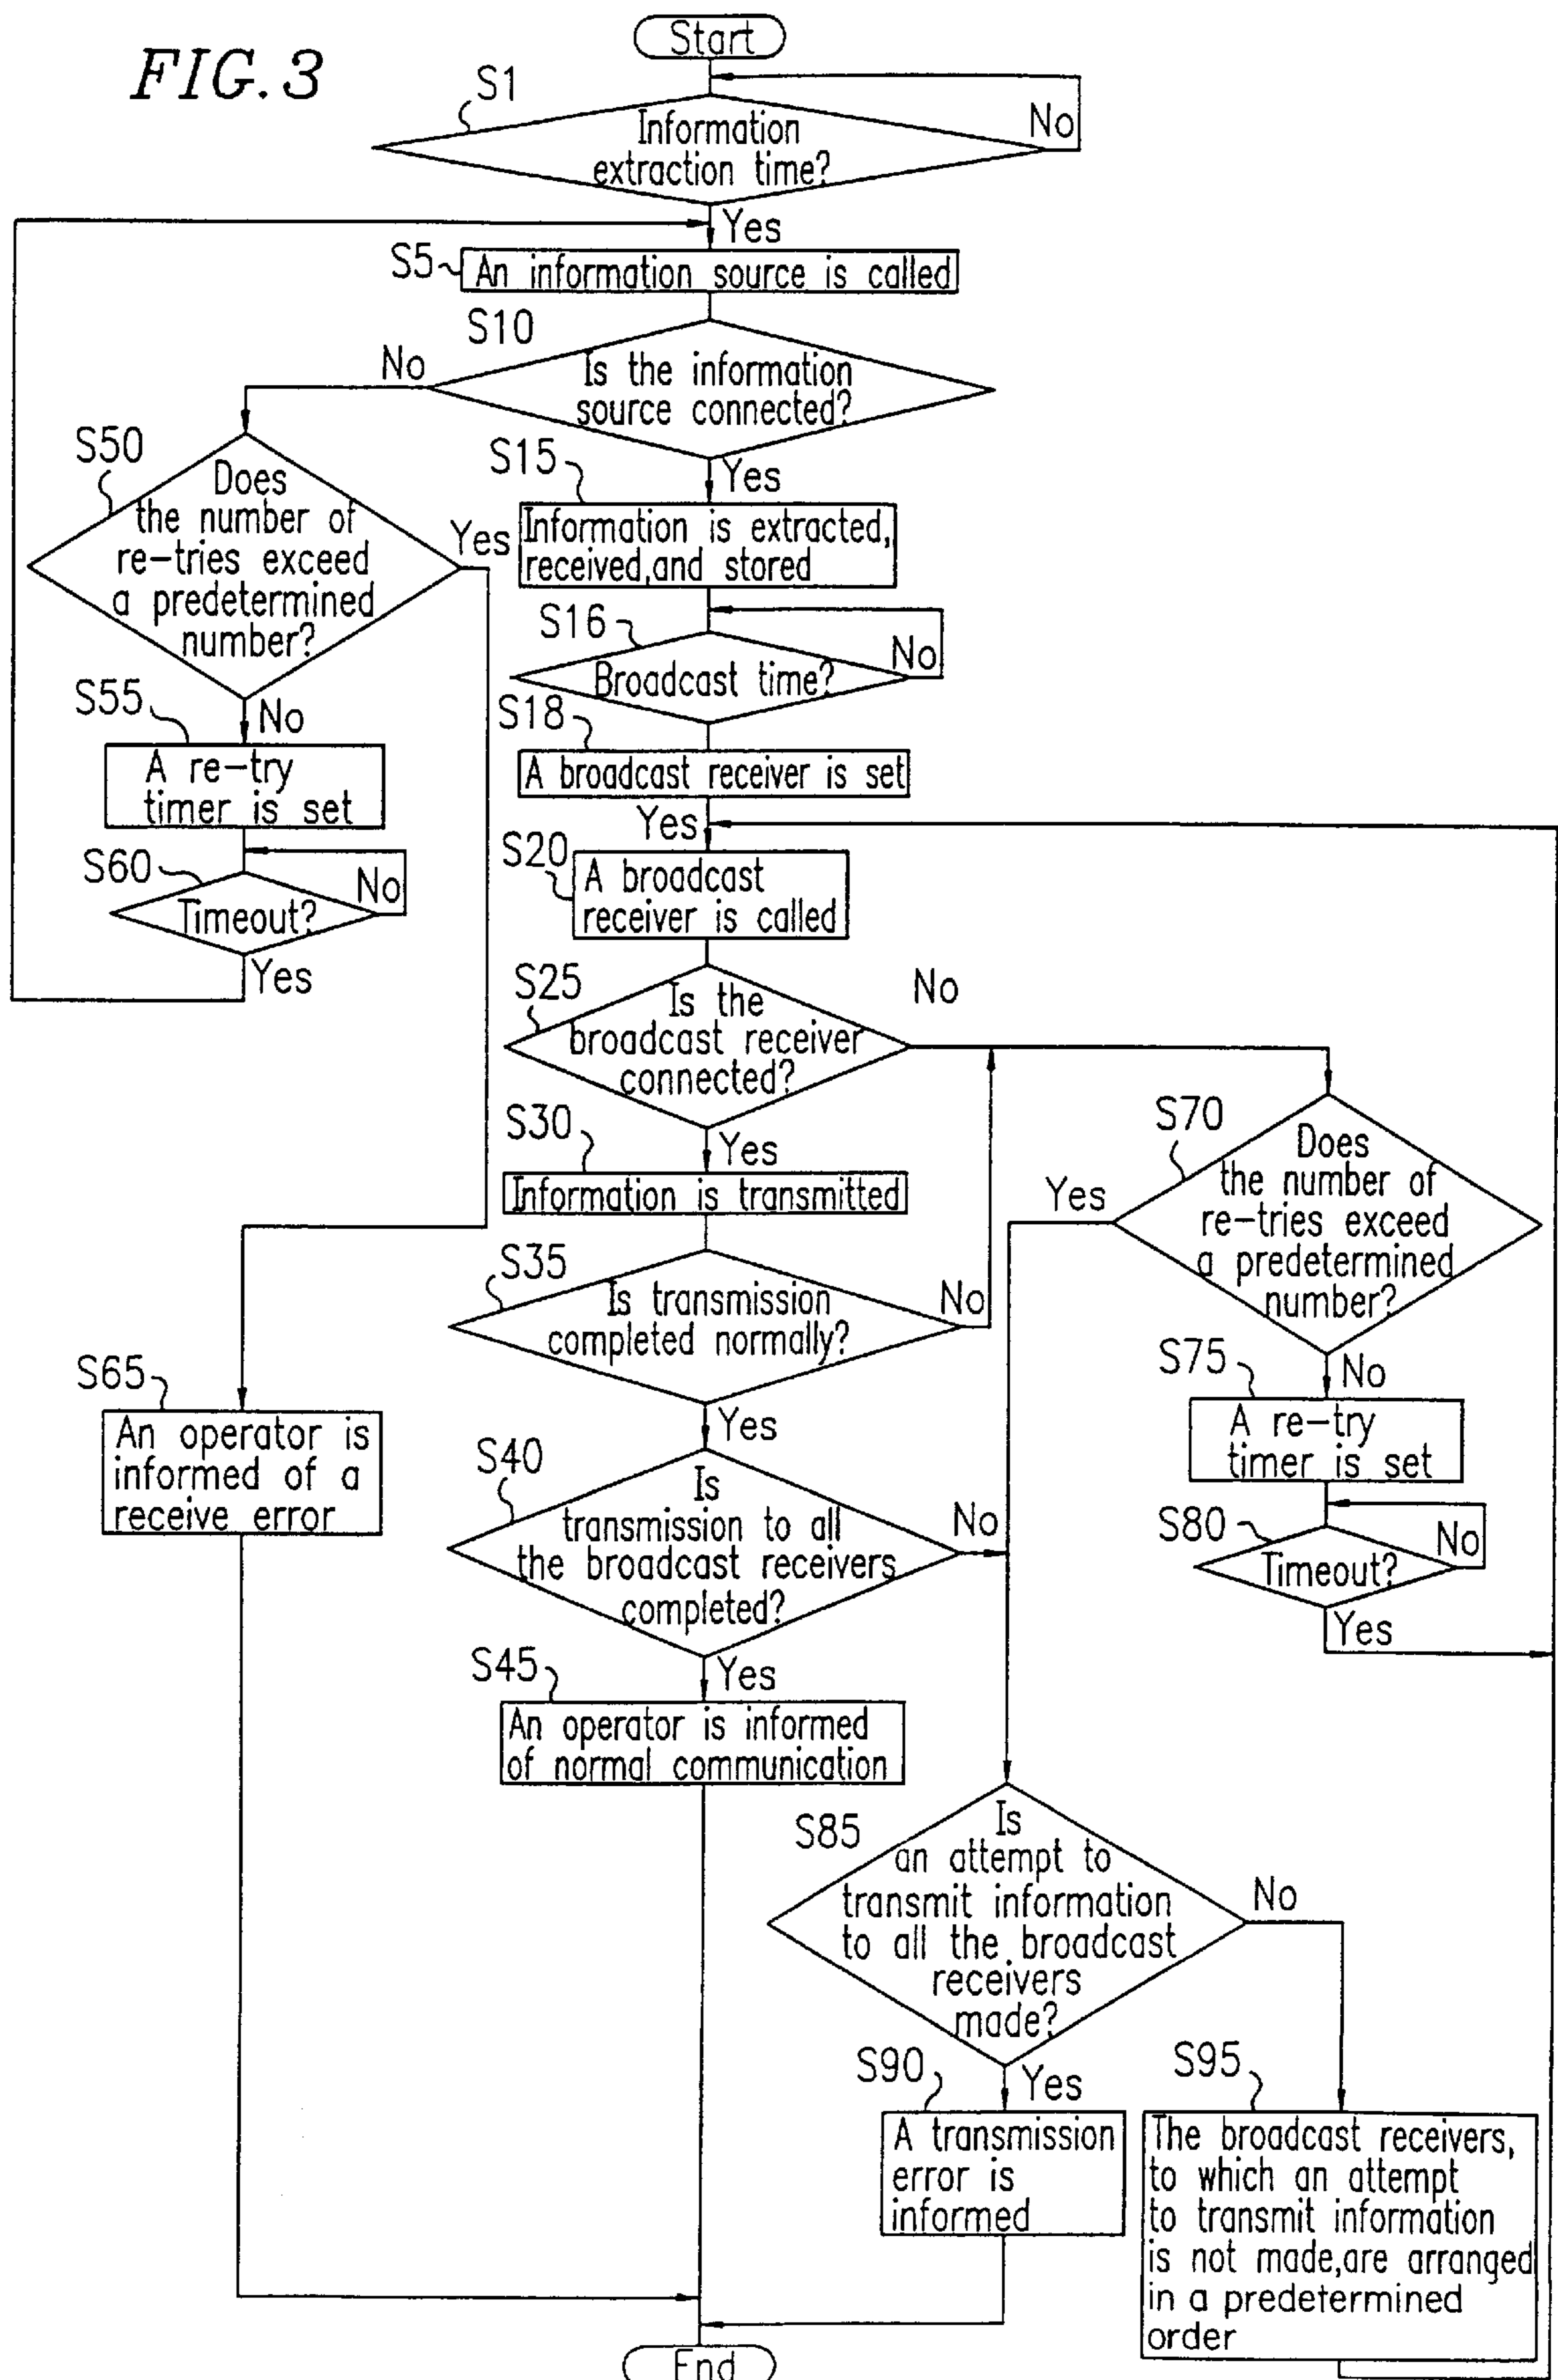 FIG.3
Start
S1
Information
extraction time?
No
Yes
S5
An information source is called
S10
Is the information
source connected?
No
Yes
S50
Does
the number of
re-tries exceed
a predetermined
number?
Yes
No
S15
Information is extracted,
received,and stored
S16
Broadcast time?
No
S18
A broadcast receiver is set
Yes
S55
A re-try
timer is set
S60
Timeout?
No
Yes
S20
A broadcast
receiver is called
S25
Is the
broadcast receiver
connected?
No
Yes
S30
Information is transmitted
S35
Is transmission
completed normally?
No
Yes
S70
Does
the number of
re-tries exceed
a predetermined
number?
Yes
No
S75
A re-try
timer is set
S80
Timeout?
No
Yes
S65
An operator is
informed of a
receive error
S40
Is
transmission to all
the broadcast receivers
completed?
No
Yes
S45
An operator is informed
of normal communication
S85
Is
an attempt to
transmit information
to all the broadcast
receivers
made?
No
Yes
S90
A transmission
error is
informed
S95
The broadcast receivers,
to which an attempt
to transmit information
is not made,are arranged
in a predetermined
order
End